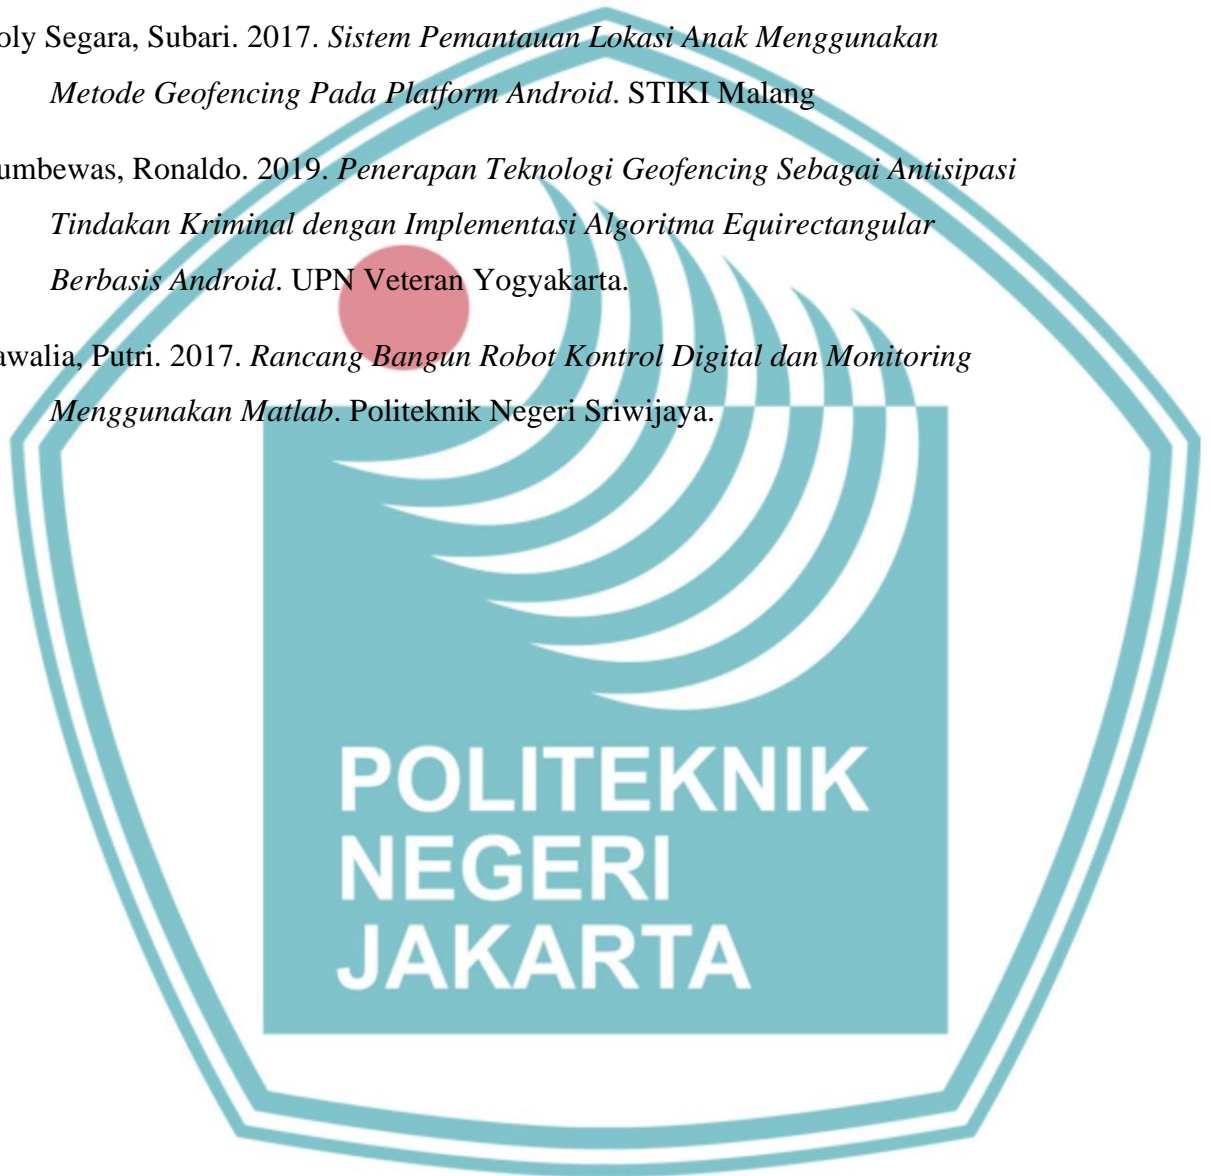 oly Segara, Subari. 2017. Sistem Pemantauan Lokasi Anak Menggunakan
Metode Geofencing Pada Platform Android. STIKI Malang
umbewas, Ronaldo. 2019. Penerapan Teknologi Geofencing Sebagai Antisipasi
Tindakan Kriminal dengan Implementasi Algoritma Equirectangular
Berbasis Android. UPN Veteran Yogyakarta.
awalia, Putri. 2017. Rancang Bangun Robot Kontrol Digital dan Monitoring
Menggunakan Matlab. Politeknik Negeri Sriwijaya.
POLITEKNIK
NEGERI
JAKARTA